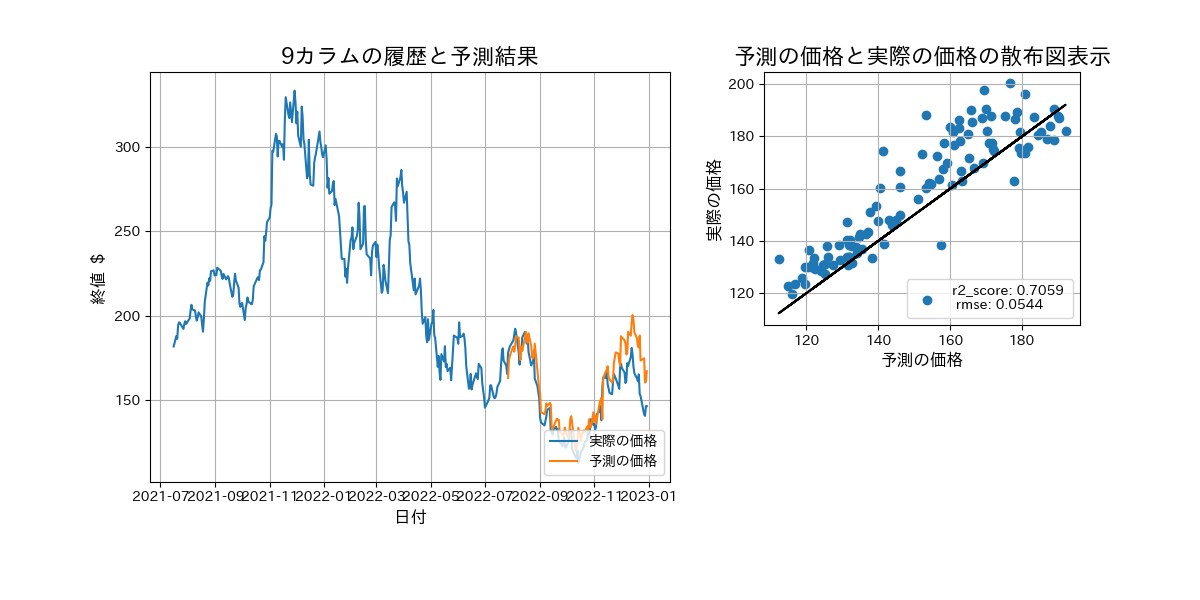 9カラムの履歴と予測結果
終値 $
300
250
200
150
2021-07
2021-09
2021-11
2022-01
2022-03
2022-05
2022-07
2022-09
2022-11
2023-01
日付
実際の価格
予測の価格
予測の価格と実際の価格の散布図表示
実際の価格
200
180
160
140
120
120
140
160
180
予測の価格
r2_score: 0.7059
rmse: 0.0544